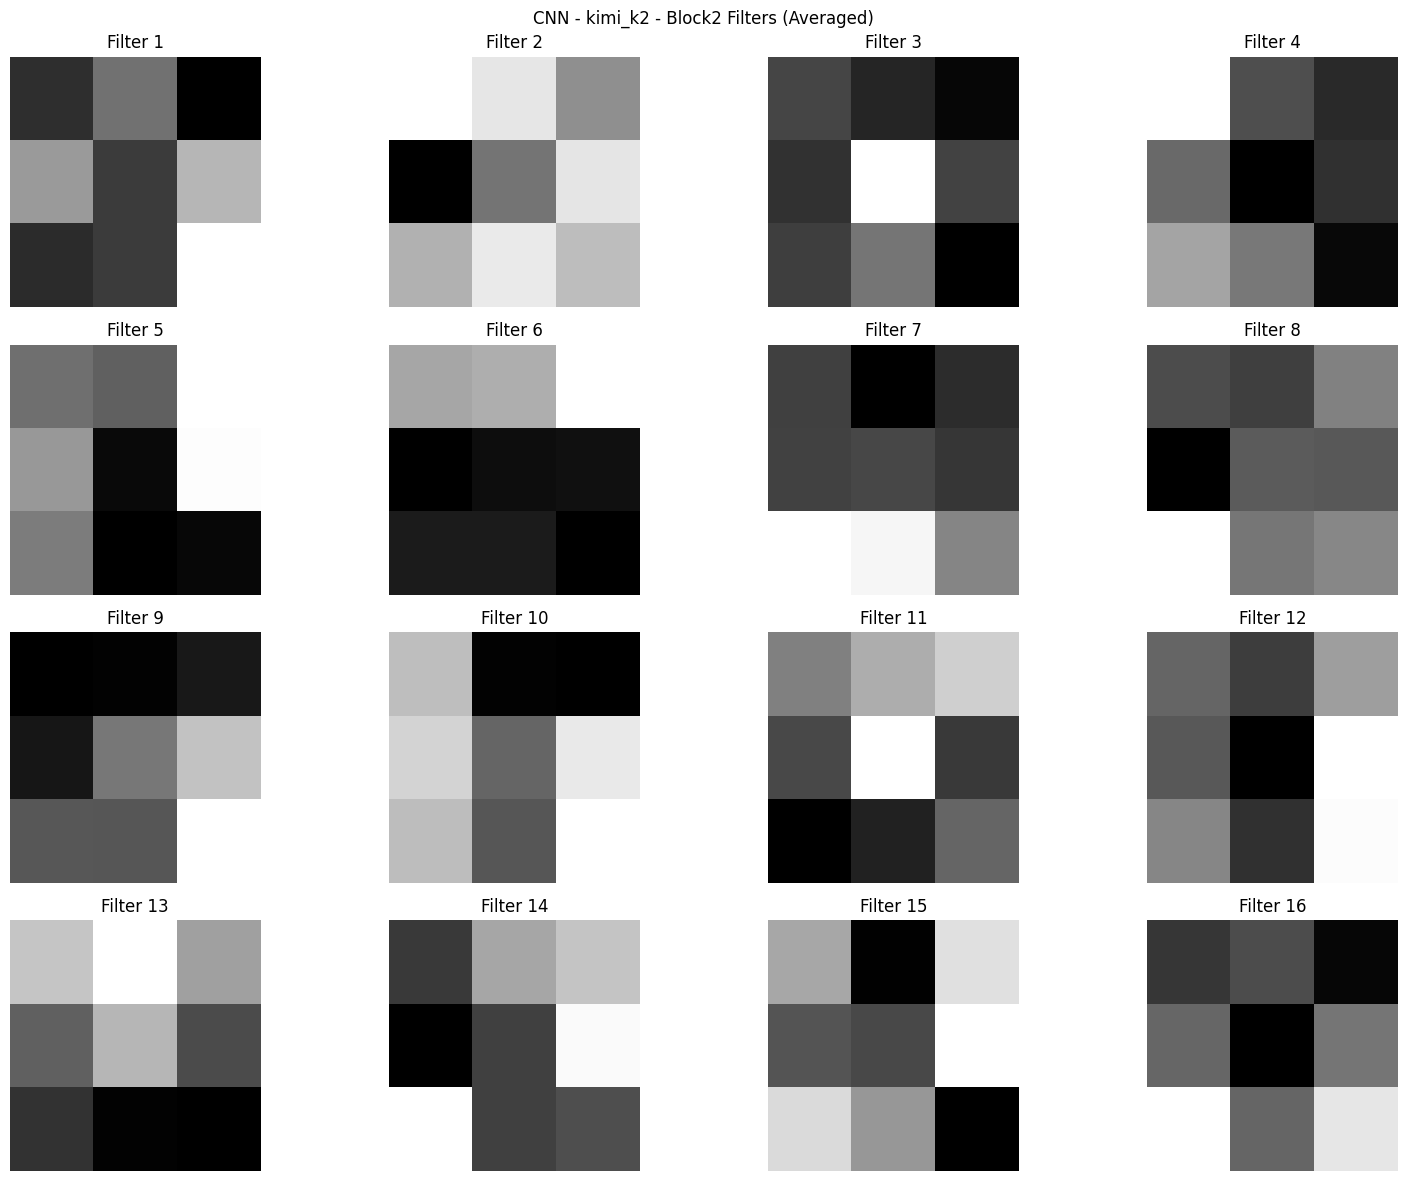 CNN - kimi_k2 - Block2 Filters (Averaged)
Filter 1
Filter 2
Filter 3
Filter 4
Filter 5
Filter 6
Filter 7
Filter 8
Filter 9
Filter 10
Filter 11
Filter 12
Filter 13
Filter 14
Filter 15
Filter 16